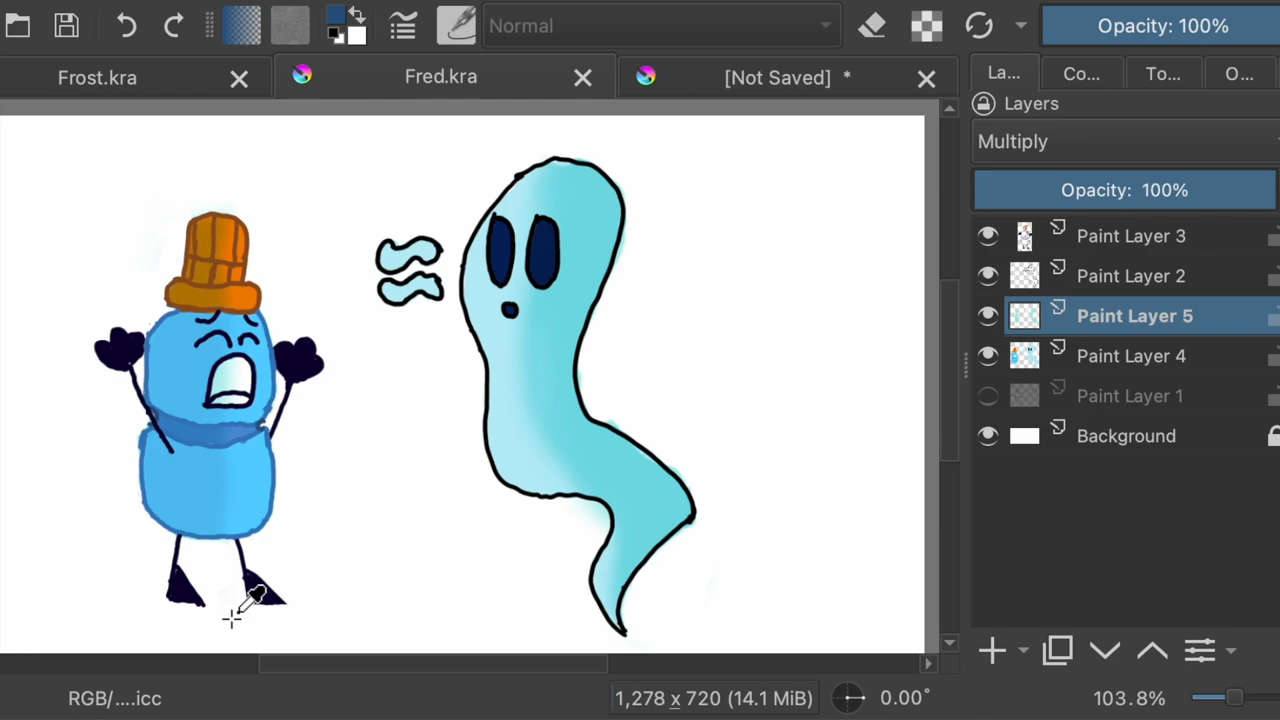 Normal
Opacity: 100%
Frost.kra
Fred.kra
[Not Saved] *
La...
Co...
To...
O...
Layers
Multiply
Opacity: 100%
Paint Layer 3
Paint Layer 2
Paint Layer 5
Paint Layer 4
Paint Layer 1
Background
RGB/....icc
1,278 x 720 (14.1 MiB)
0.00°
103.8%